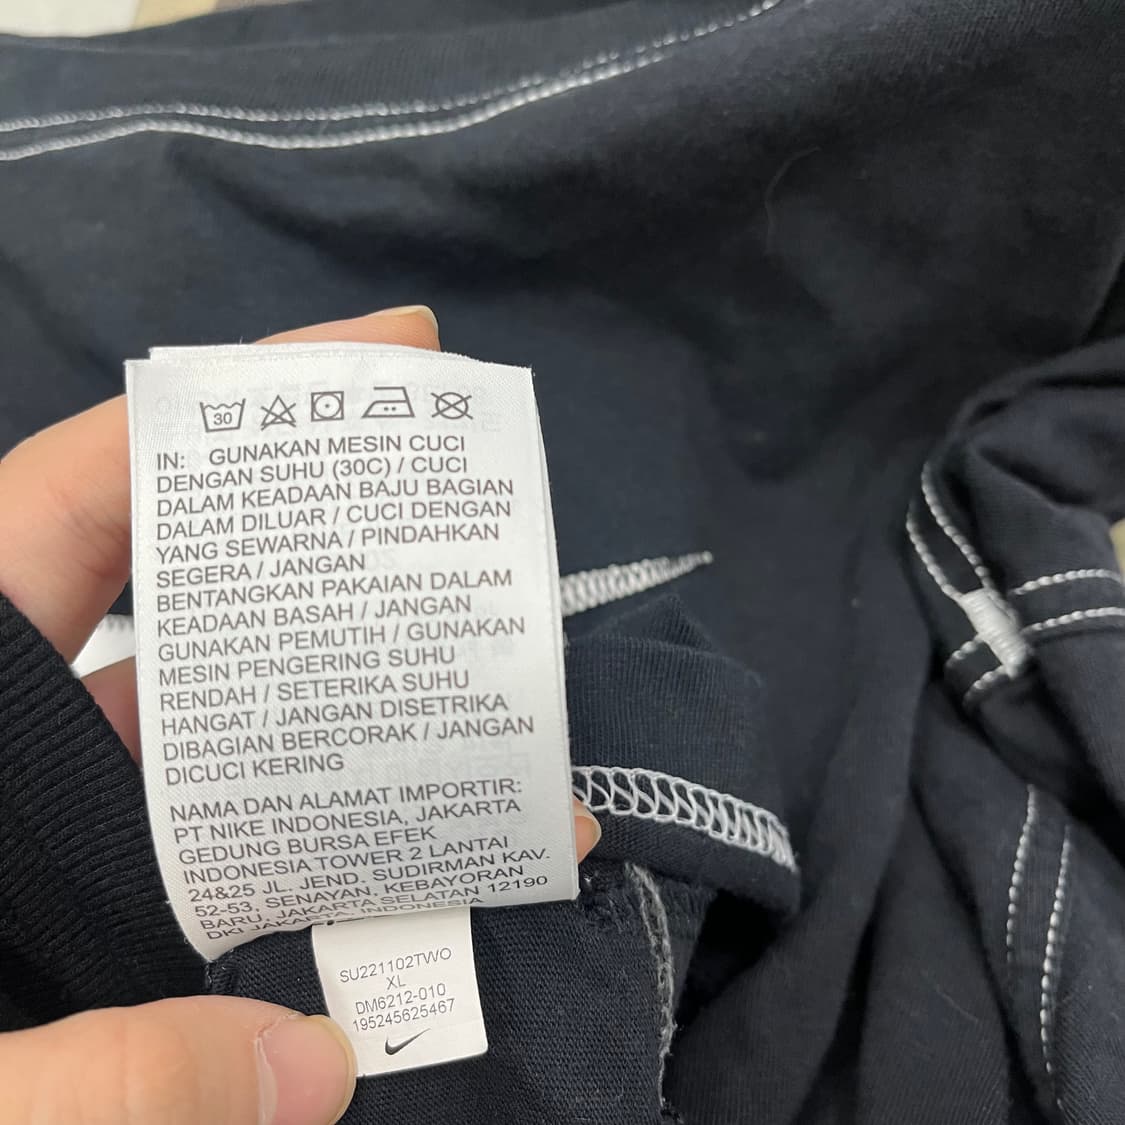 30
IN: GUNAKAN MESIN CUCI
DENGAN SUHU (30C) / CUCI
DALAM KEADAAN BAJU BAGIAN
DALAM DILUAR / CUCI DENGAN
YANG SEWARNA / PINDAHKAN
SEGERA / JANGAN
BENTANGKAN PAKAIAN DALAM
KEADAAN BASAH / JANGAN
GUNAKAN PEMUTIH / GUNAKAN
MESIN PENGERING SUHU
RENDAH / SETERIKA SUHU
HANGAT / JANGAN DISETRIKA
DIBAGIAN BERCORAK / JANGAN
DICUCI KERING
NAMA DAN ALAMAT IMPORTIR:
PT NIKE INDONESIA, JAKARTA
GEDUNG BURSA EFEK
INDONESIA TOWER 2 LANTAI
24&25 JL. JEND. SUDIRMAN KAV.
52-53, SENAYAN, KEBAYORAN
BARU, JAKARTA SELATAN 12190
DKI JAKARTA, INDONESIA
SU221102TWO
XL
DM6212-010
195245625467